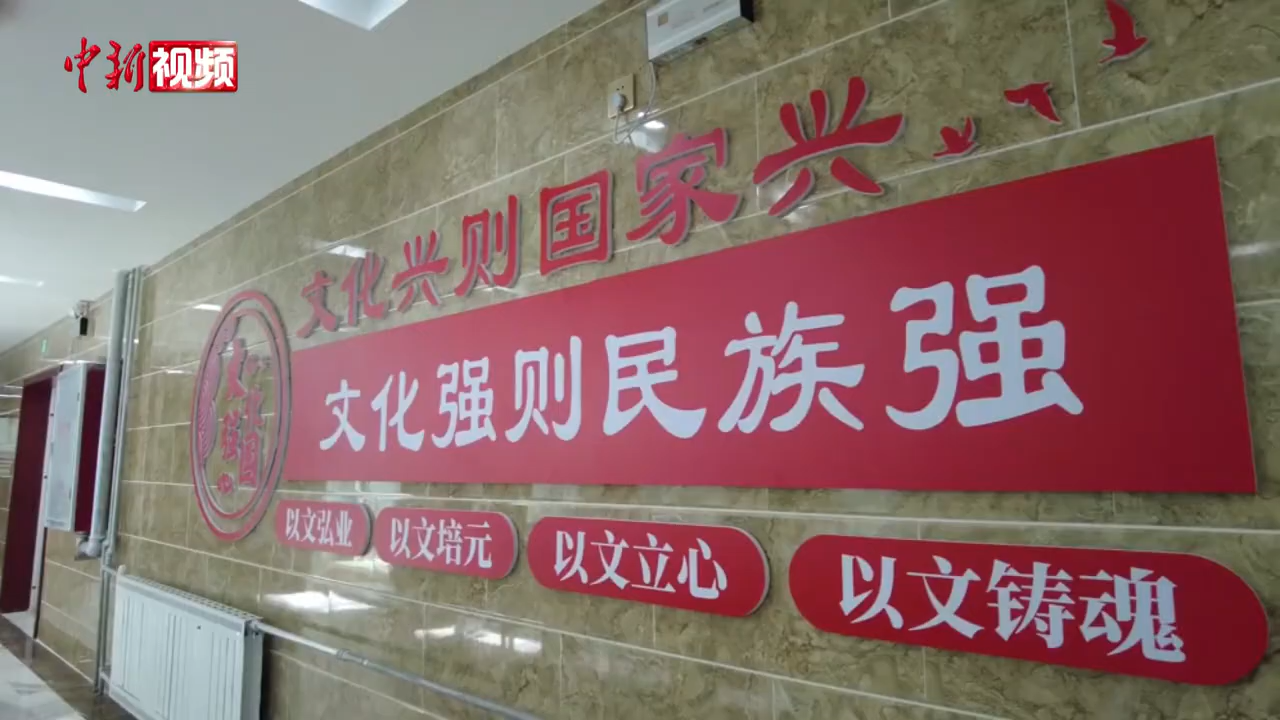 中新视频
文化兴则国家兴
文化强则民族强
以文弘业
以文培元
以文立心
以文铸魂